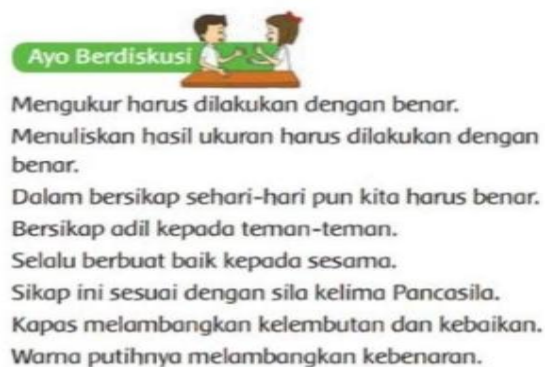 Ayo Berdiskusi
Mengukur harus dilakukan dengan benar.
Menuliskan hasil ukuran harus dilakukan dengan
benar.
Dalam bersikap sehari-hari pun kita harus benar.
Bersikap adil kepada teman-teman.
Selalu berbuat baik kepada sesama.
Sikap ini sesuai dengan sila kelima Pancasila.
Kapas melambangkan kelembutan dan kebaikan.
Warna putihnya melambangkan kebenaran.